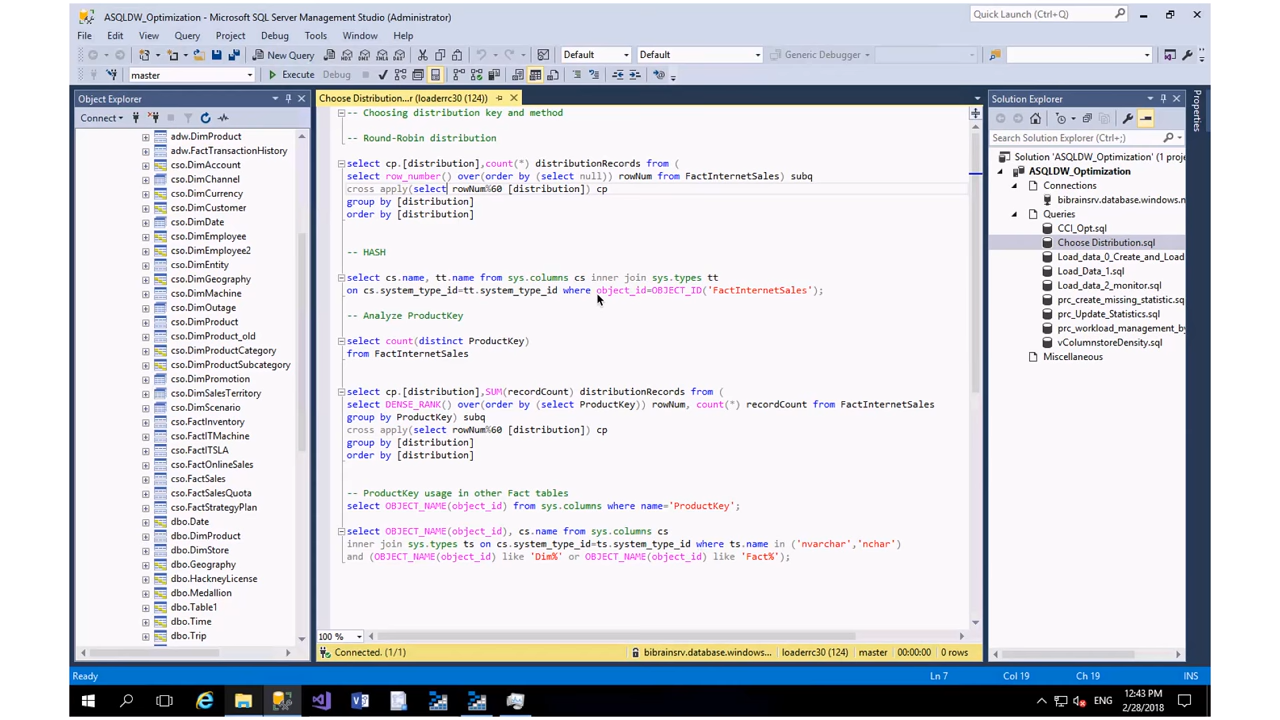 ASQLDW_Optimization - Microsoft SQL Server Management Studio (Administrator)
Quick Launch (Ctrl+Q)
File Edit View Query Project Debug Tools Window Help
New Query
Default
Default
Generic Debugger
master
Execute
Debug
Object Explorer
Connect
adw.DimProduct
adw.FactTransactionHistory
cso.DimAccount
cso.DimChannel
cso.DimCurrency
cso.DimCustomer
cso.DimDate
cso.DimEmployee
cso.DimEmployee2
cso.DimEntity
cso.DimGeography
cso.DimMachine
cso.DimOutage
cso.DimProduct
cso.DimProduct_old
cso.DimProductCategory
cso.DimProductSubcategory
cso.DimPromotion
cso.DimSalesTerritory
cso.DimScenario
cso.FactInventory
cso.FactITMachine
cso.FactITSLA
cso.FactOnlineSales
cso.FactSales
cso.FactSalesQuota
cso.FactStrategyPlan
dbo.Date
dbo.DimProduct
dbo.DimStore
dbo.Geography
dbo.HackneyLicense
dbo.Medallion
dbo.Table1
dbo.Time
dbo.Trip
Choose Distribution...r (loaderrc30 (124))
-- Choosing distribution key and method
-- Round-Robin distribution
select cp.[distribution],count(*) distributionRecords from (
select row_number() over(order by (select null)) rowNum from FactInternetSales) subq
cross apply(select rowNum%60 [distribution]) cp
group by [distribution]
order by [distribution]
-- HASH
select cs.name, tt.name from sys.columns cs inner join sys.types tt
on cs.system_type_id=tt.system_type_id where object_id=OBJECT_ID('FactInternetSales');
-- Analyze ProductKey
select count(distinct ProductKey)
from FactInternetSales
select cp.[distribution],SUM(recordCount) distributionRecords from (
select DENSE_RANK() over(order by (select ProductKey)) rowNum, count(*) recordCount from FactInternetSales
group by ProductKey) subq
cross apply(select rowNum%60 [distribution]) cp
group by [distribution]
order by [distribution]
-- ProductKey usage in other Fact tables
select OBJECT_NAME(object_id) from sys.columns where name='ProductKey';
select OBJECT_NAME(object_id), cs.name from sys.columns cs
inner join sys.types ts on cs.system_type_id=ts.system_type_id where ts.name in ('nvarchar','nchar')
and (OBJECT_NAME(object_id) like 'Dim%' or OBJECT_NAME(object_id) like 'Fact%');
100 %
Connected. (1/1)
bibrainsrv.database.windows...
loaderrc30 (124)
master
00:00:00
0 rows
Solution Explorer
Search Solution Explorer (Ctrl+;)
Solution 'ASQLDW_Optimization' (1 project)
ASQLDW_Optimization
Connections
bibrainsrv.database.windows.n
Queries
CCI_Opt.sql
Choose Distribution.sql
Load_data_0_Create_and_Load
Load_Data_1.sql
Load_data_2_monitor.sql
prc_create_missing_statistic.sq
prc_Update_Statistics.sql
prc_workload_management_by
vColumnstoreDensity.sql
Miscellaneous
Properties
Ready
Ln 7
Col 19
Ch 19
INS
ENG
12:43 PM
2/28/2018